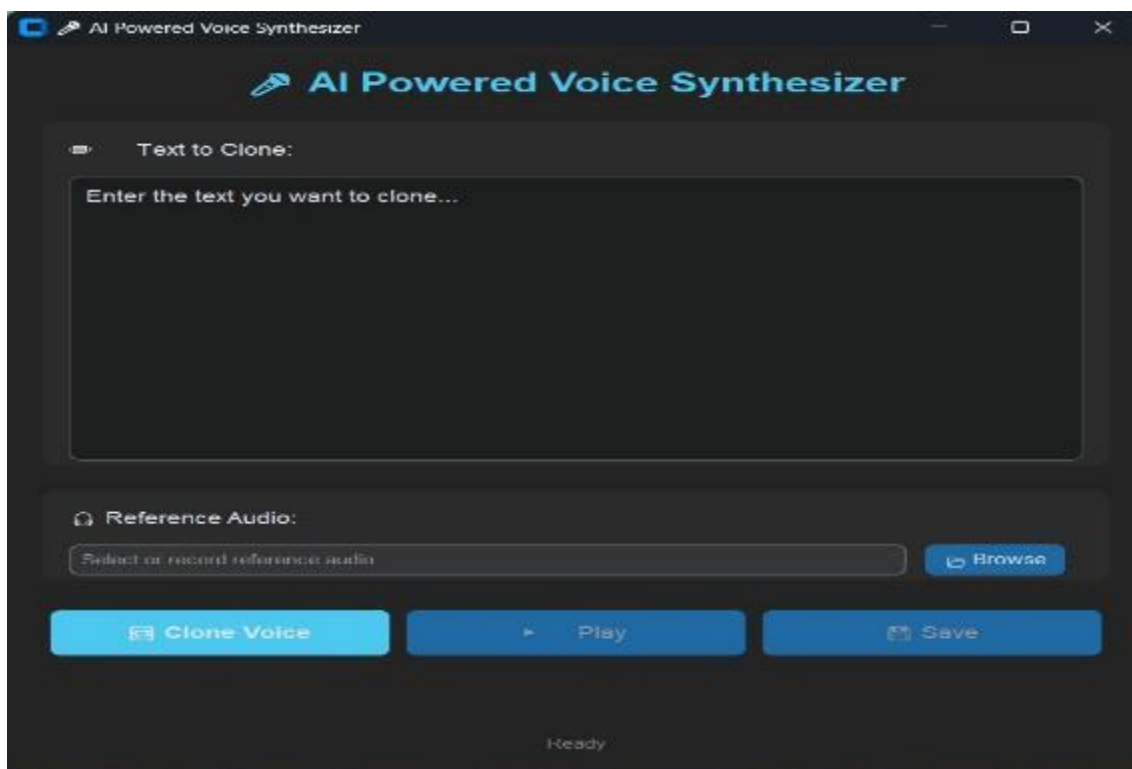 AI Powered Voice Synthesizer
AI Powered Voice Synthesizer
Text to Clone:
Enter the text you want to clone...
Reference Audio:
Select or record reference audio
Browse
Clone Voice
Play
Save
Ready